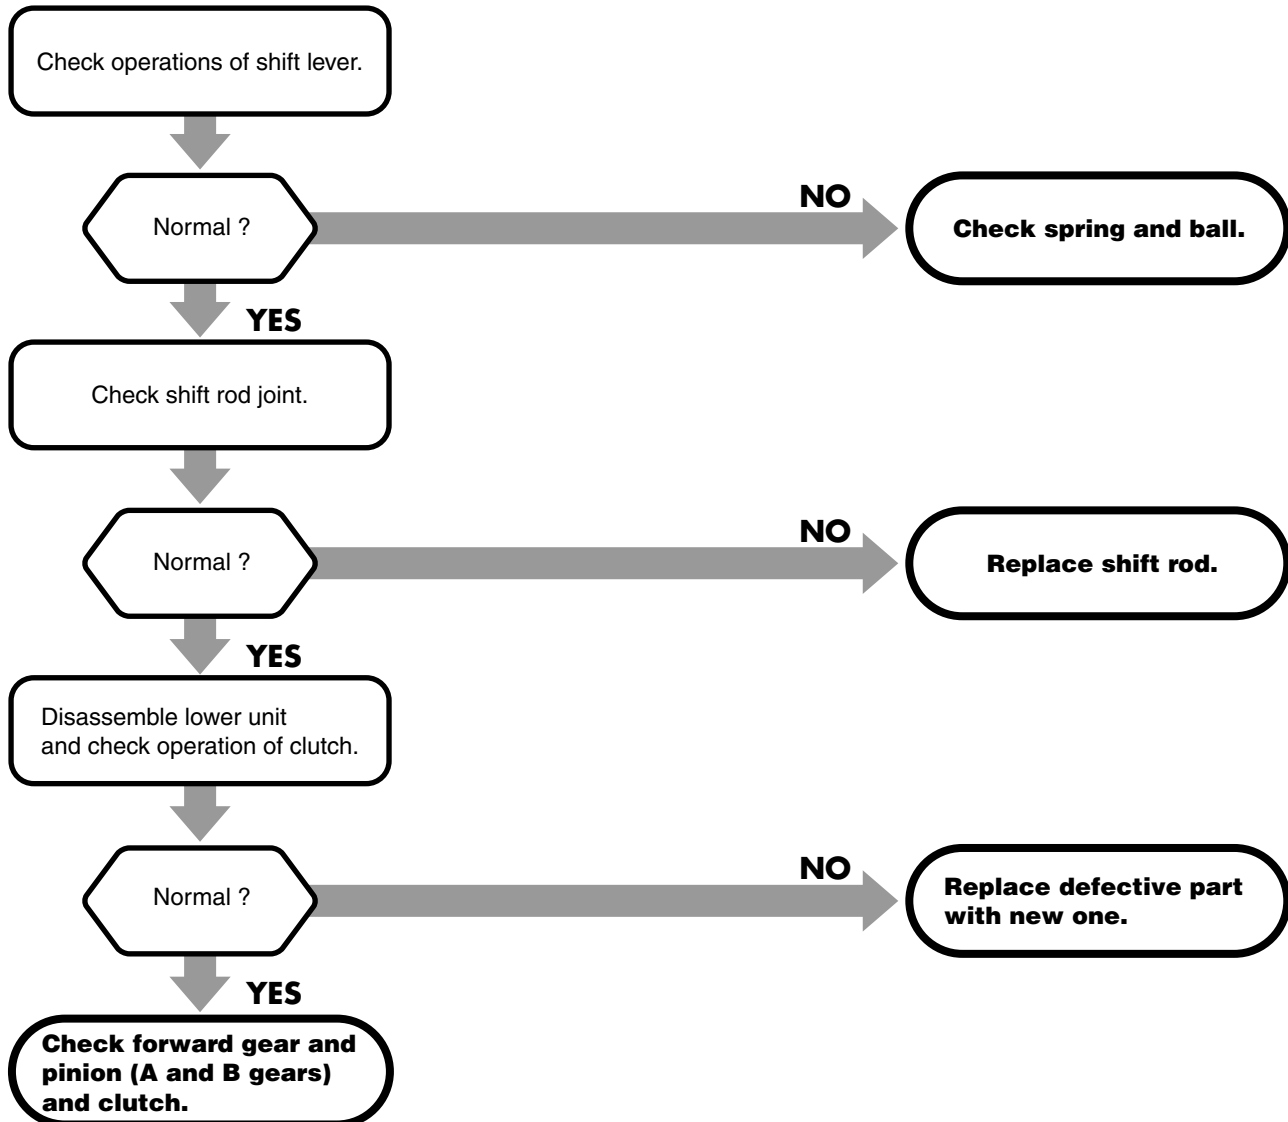 Check operations of shift lever.
Normal ?
NO
Check spring and ball.
YES
Check shift rod joint.
Normal ?
NO
Replace shift rod.
YES
Disassemble lower unit
and check operation of clutch.
Normal ?
NO
Replace defective part
with new one.
YES
Check forward gear and
pinion (A and B gears)
and clutch.